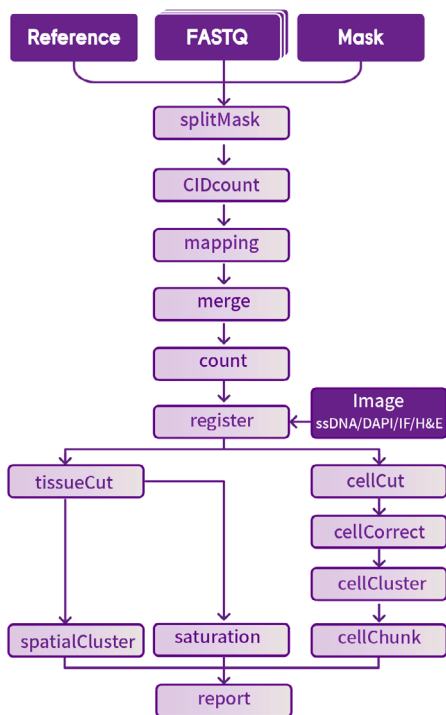 Reference
FASTQ
Mask
splitMask
CIDcount
mapping
merge
count
Image
ssDNA/DAPI/IF/H&E
register
tissueCut
cellCut
cellCorrect
cellCluster
spatialCluster
saturation
cellChunk
report